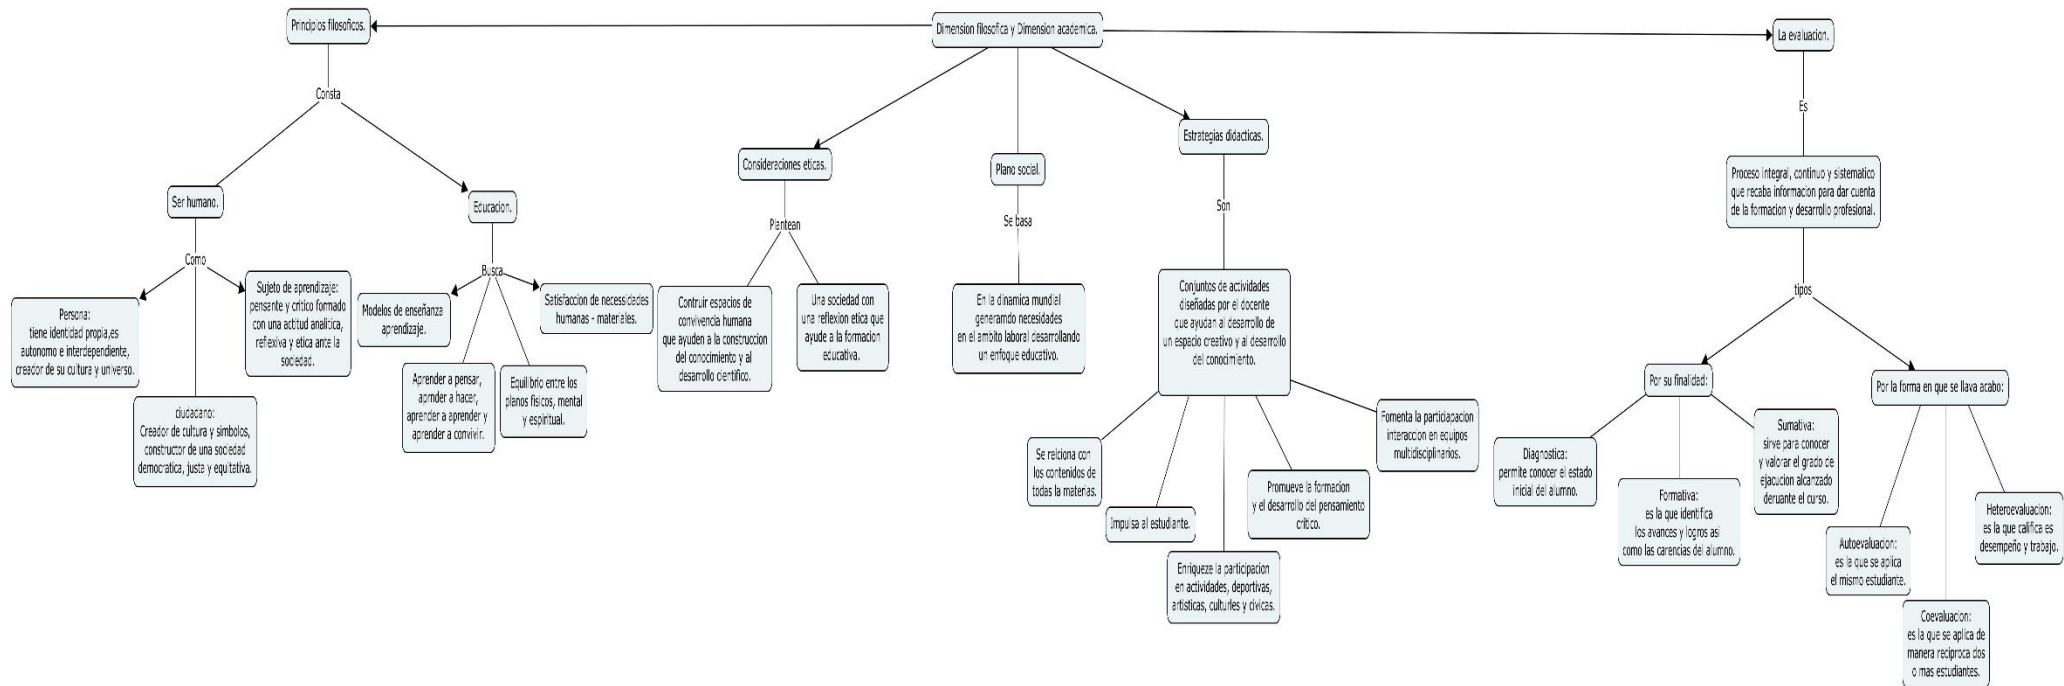 Dimension filosofica y Dimension academica.
Principios filosoficos.
Consta
Ser humano.
Como
Persona:
tiene identidad propia,es
autonomo e interdependiente,
creador de su cultura y universo.
ciudadano:
Creador de cultura y simbolos,
constructor de una sociedad
democratica, justa y equitativa.
Sujeto de aprendizaje:
pensante y critico formado
con una actitud analitica,
reflexiva y etica ante la
sociedad.
Educacion.
Busca
Modelos de enseñanza
aprendizaje.
Aprender a pensar,
aprnder a hacer,
aprender a aprender y
aprender a convivir.
Equilibrio entre los
planos fisicos, mental
y espiritual.
Satisfaccion de necesidades
humanas - materiales.
Consideraciones eticas.
Plantean
Contruir espacios de
convivencia humana
que ayuden a la construccion
del conocimiento y al
desarrollo cientifico.
Una sociedad con
una reflexion etica que
ayude a la formacion
educativa.
Plano social.
Se basa
En la dinamica mundial
generamdo necesidades
en el ambito laboral desarrollando
un enfoque educativo.
Estrategias didacticas.
Son
Conjuntos de actividades
diseñadas por el docente
que ayudan al desarrollo de
un espacio creativo y al desarrollo
del conocimiento.
Se relciona con
los contenidos de
todas la materias.
Impulsa al estudiante.
Enriqueze la participacion
en actividades, deportivas,
artisticas, culturles y civicas.
Promueve la formacion
y el desarrollo del pensamiento
critico.
Fomenta la particiapacion
interaccion en equipos
multidisciplinarios.
La evaluacion.
Es
Proceso integral, continuo y sistematico
que recaba informacion para dar cuenta
de la formacion y desarrollo profesional.
tipos
Por su finalidad:
Diagnostica:
permite conocer el estado
inicial del alumno.
Formativa:
es la que identifica
los avances y logros asi
como las carencias del alumno.
Sumativa:
sirve para conocer
y valorar el grado de
ejacucion alcanzado
deruante el curso.
Por la forma en que se llava acabo:
Autoevaluacion:
es la que se aplica
el mismo estudiante.
Coevaluacion:
es la que se aplica de
manera reciproca dos
o mas estudiantes.
Heteroevaluacion:
es la que califica es
desempeño y trabajo.